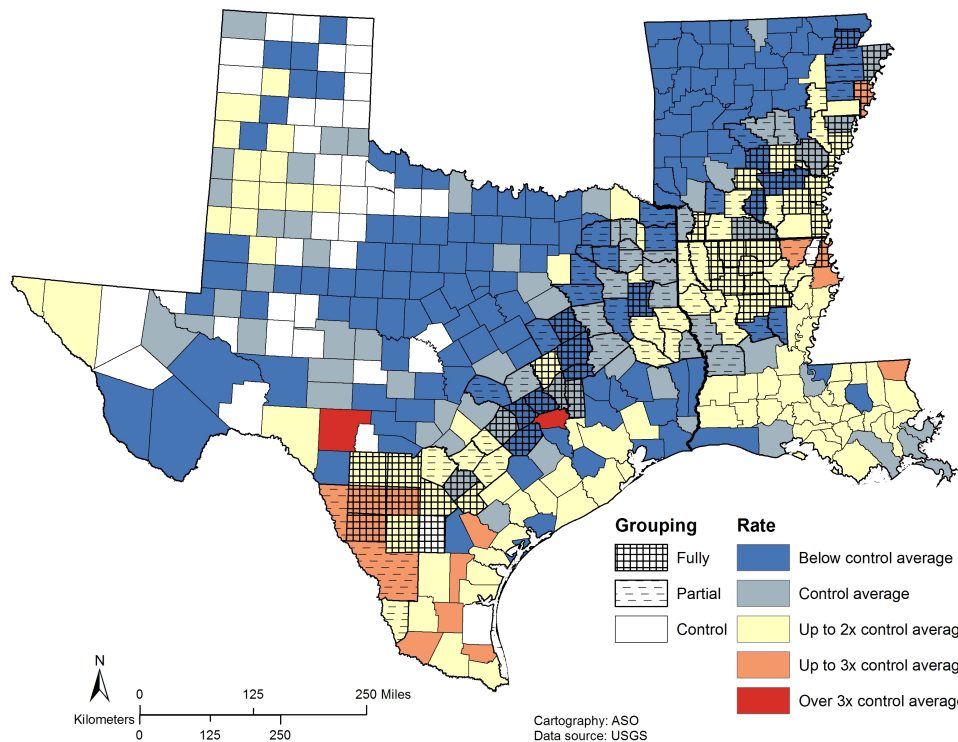 Grouping
Fully
Partial
Control
Rate
Below control average
Control average
Up to 2x control averag
Up to 3x control averag
Over 3x control average
N
0 125 250 Miles
Kilometers
0 125 250
Cartography: ASO
Data source: USGS